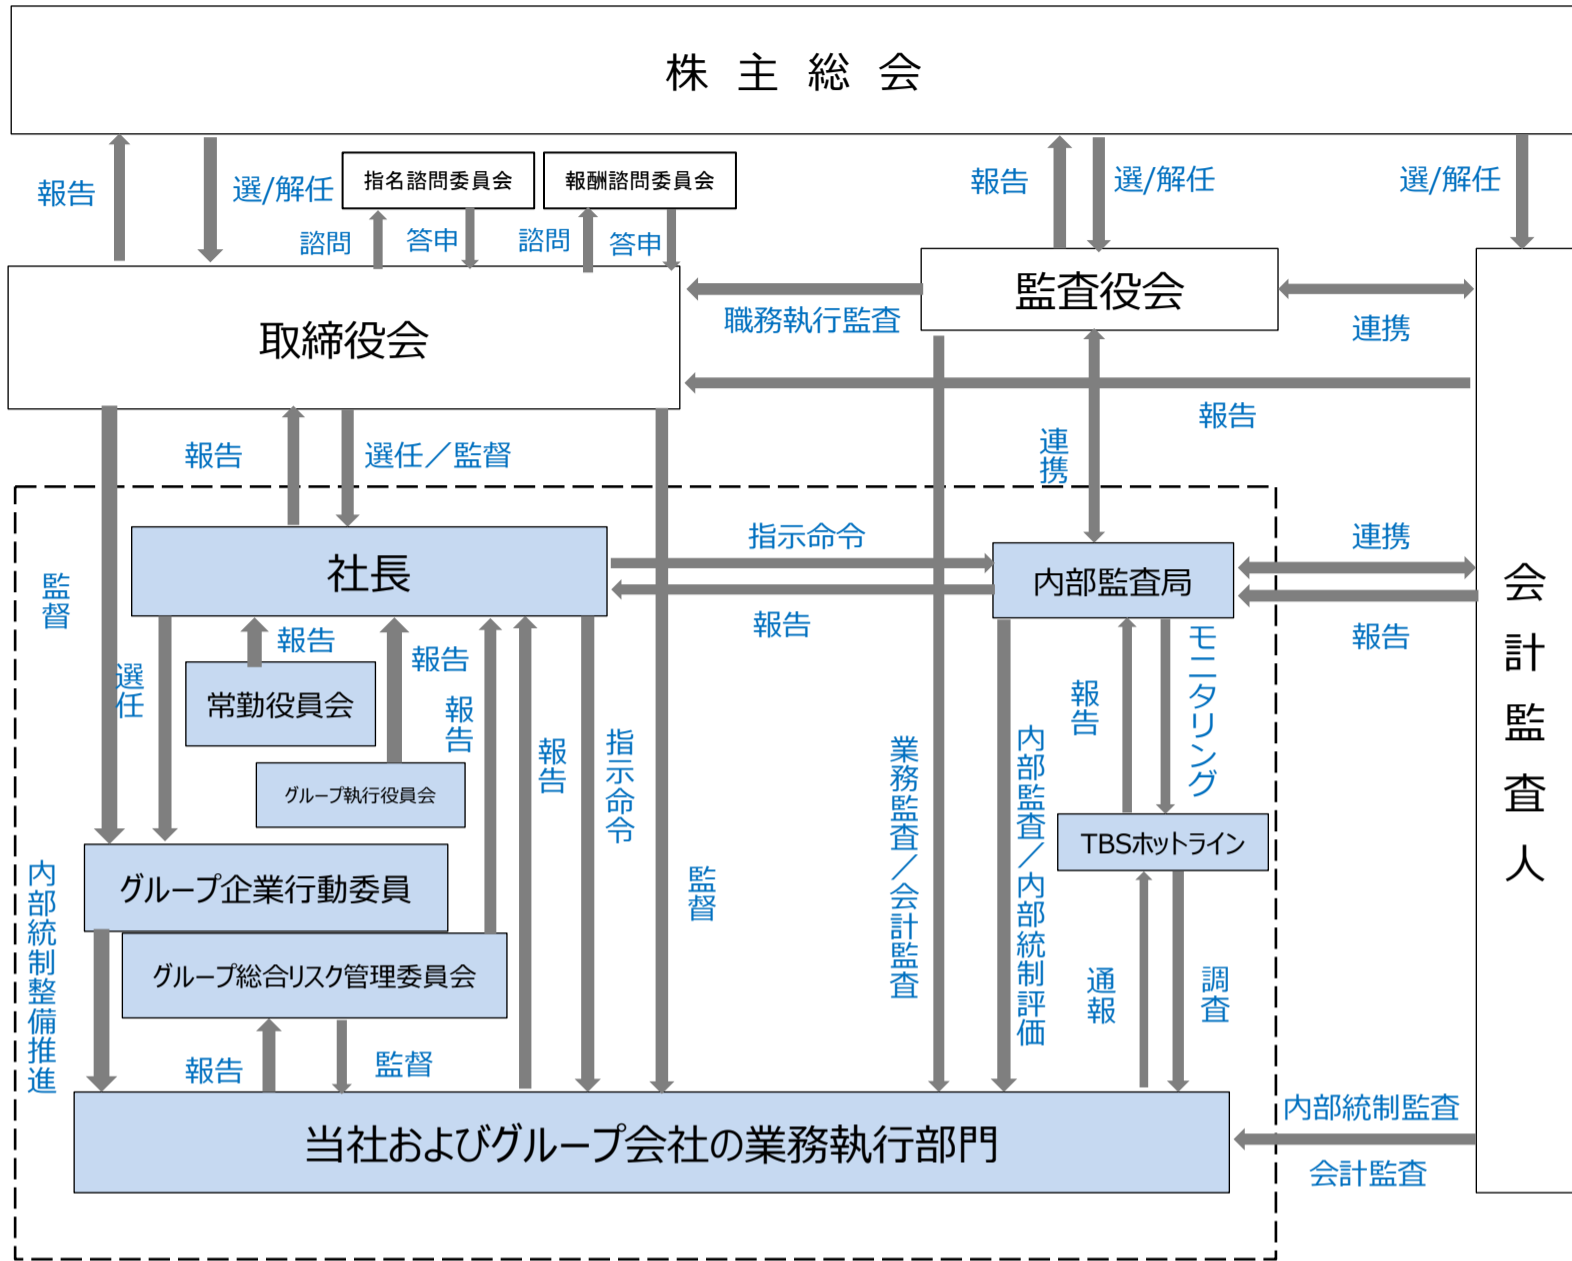 株主総会
報告
選/解任
指名諮問委員会
報酬諮問委員会
報告
選/解任
選/解任
諮問
答申
諮問
答申
取締役会
監査役会
職務執行監査
連携
報告
報告
選任／監督
連携
社長
指示命令
内部監査局
連携
報告
報告
会計監査人
監督
選任
報告
常勤役員会
報告
グループ執行役員会
報告
報告
指示命令
監督
業務監査／会計監査
内部監査／内部統制評価
報告
モニタリング
TBSホットライン
グループ企業行動委員
グループ総合リスク管理委員会
内部統制整備推進
報告
監督
通報
調査
当社およびグループ会社の業務執行部門
内部統制監査
会計監査